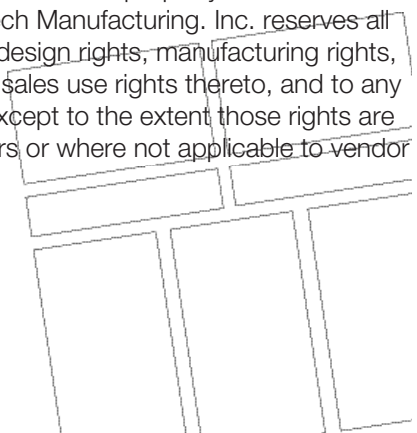 ch Manufacturing. Inc. reserves all
design rights, manufacturing rights,
sales use rights thereto, and to any
xcept to the extent those rights are
rs or where not applicable to vendor